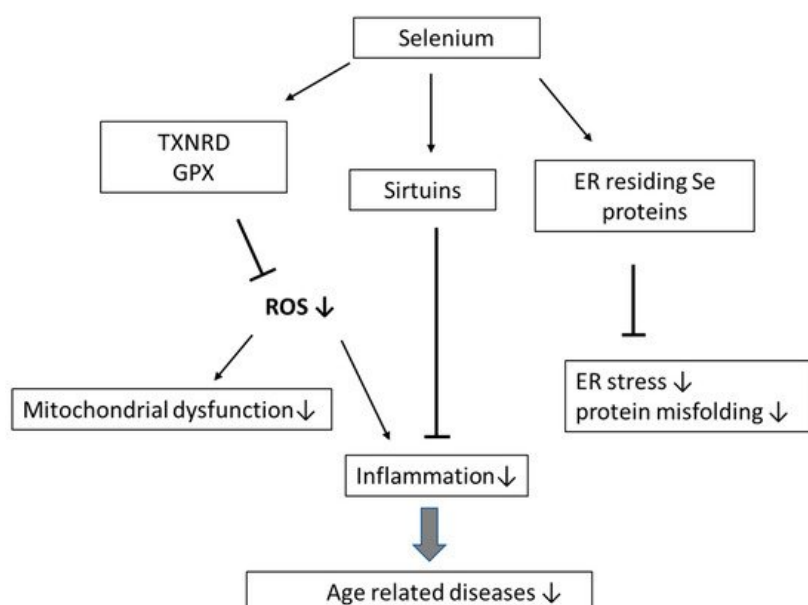 Selenium
TXNRD
GPX
Sirtuins
ER residing Se
proteins
ROS ↓
Mitochondrial dysfunction ↓
ER stress ↓
protein misfolding ↓
Inflammation ↓
Age related diseases ↓